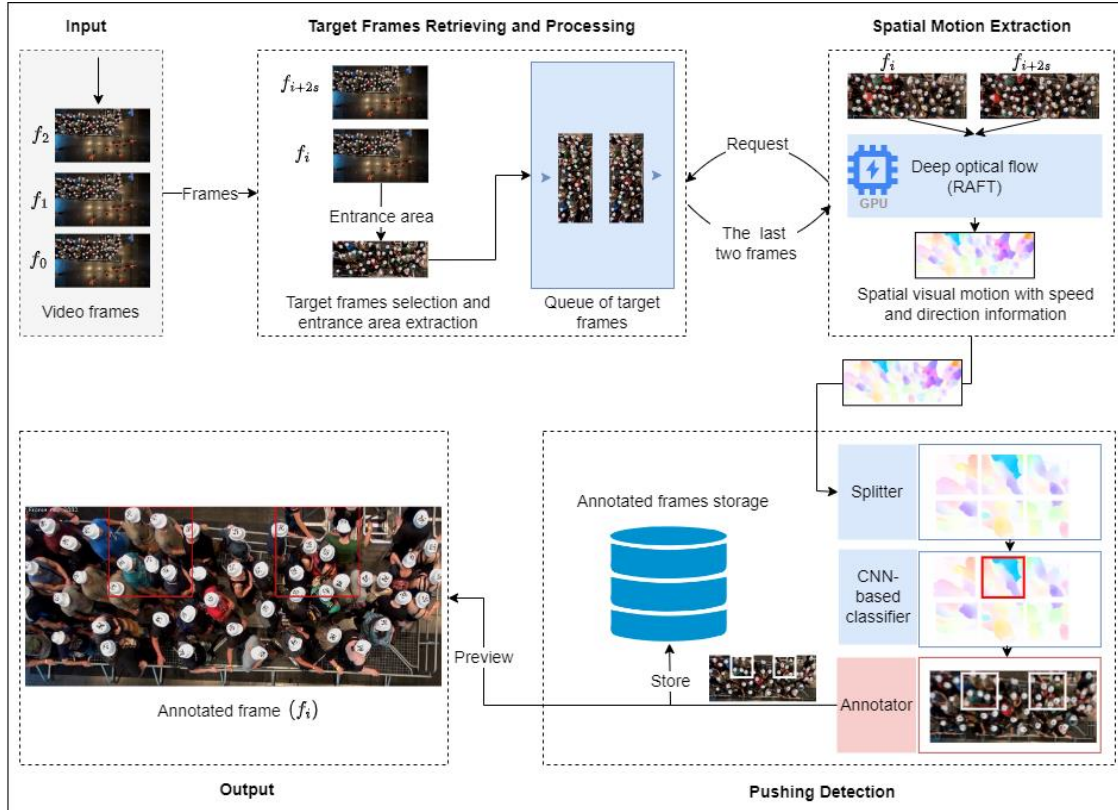 Input
Target Frames Retrieving and Processing
Spatial Motion Extraction
f2
f1
f0
Video frames
Frames
fi+2s
fi
Entrance area
Target frames selection and
entrance area extraction
Queue of target
frames
Request
The last
two frames
fi
fi+2s
GPU
Deep optical flow
(RAFT)
Spatial visual motion with speed
and direction information
Annotated frame (fi)
Output
Preview
Annotated frames storage
Store
Splitter
CNN-
based
classifier
Annotator
Pushing Detection